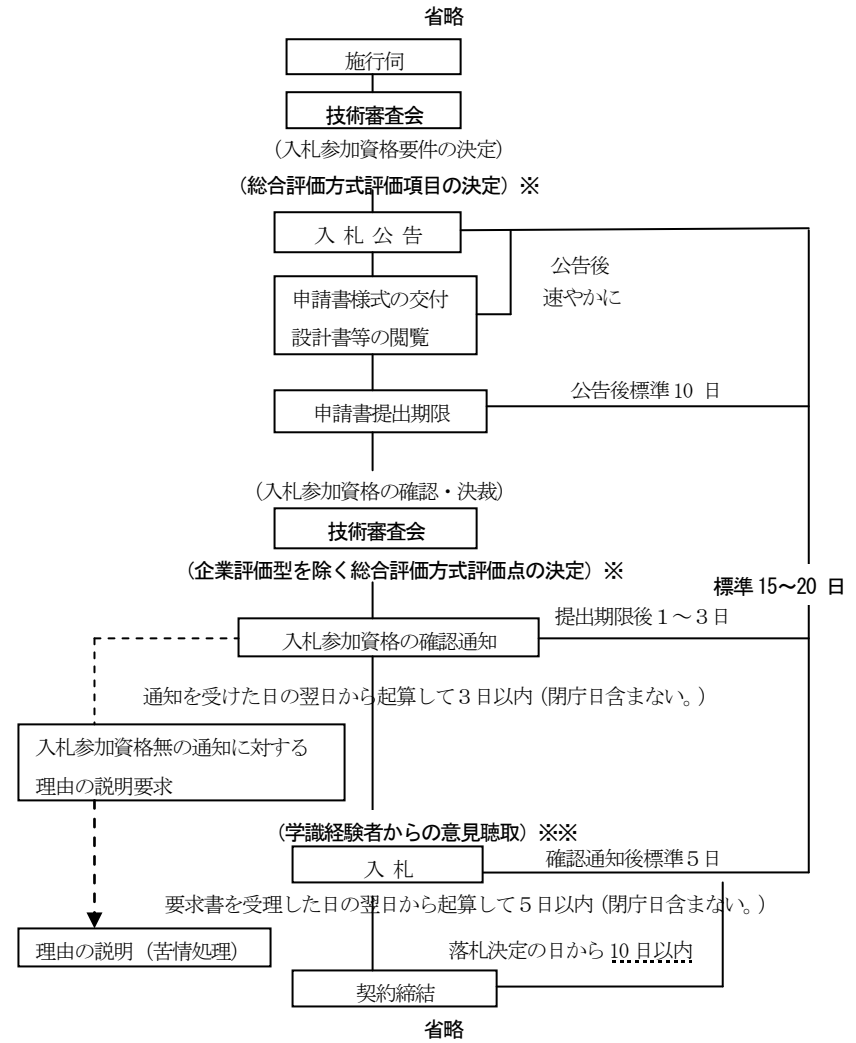 省略
施行伺
技術審査会
(入札参加資格要件の決定)
(総合評価方式評価項目の決定) ※
入 札 公 告
公告後
速やかに
申請書様式の交付
設計書等の閲覧
公告後標準10 日
申請書提出期限
(入札参加資格の確認・決裁)
技術審査会
(企業評価型を除く総合評価方式評価点の決定) ※
標準15~20 日
提出期限後1~3日
入札参加資格の確認通知
通知を受けた日の翌日から起算して3日以内 (閉庁日含まない。)
入札参加資格無の通知に対する
理由の説明要求
(学識経験者からの意見聴取) ※※
入 札
確認通知後標準5日
要求書を受理した日の翌日から起算して5日以内 (閉庁日含まない。)
理由の説明 (苦情処理)
落札決定の日から 10日以内
契約締結
省略